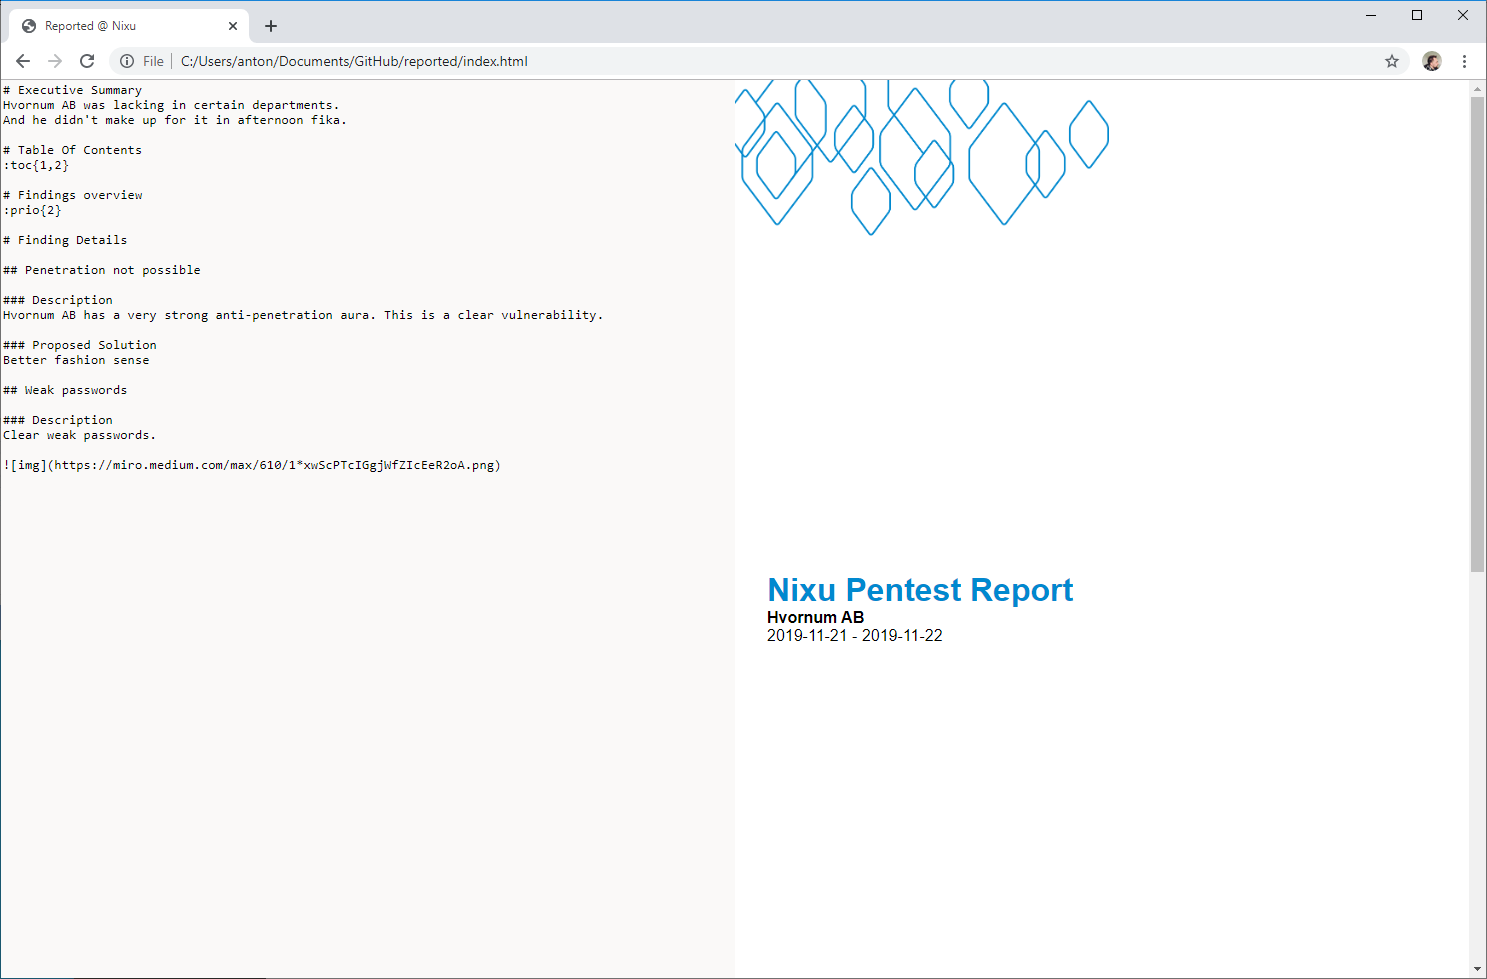 Reported @ Nixu
File
C:/Users/anton/Documents/GitHub/reported/index.html
# Executive Summary
Hvornum AB was lacking in certain departments.
And he didn't make up for it in afternoon fika.
# Table Of Contents
:toc{1,2}
# Findings overview
:prio{2}
# Finding Details
## Penetration not possible
### Description
Hvornum AB has a very strong anti-penetration aura. This is a clear vulnerability.
### Proposed Solution
Better fashion sense
## Weak passwords
### Description
Clear weak passwords.
![img](https://miro.medium.com/max/610/1*xwScPTcIGgjWfZIcEeR2oA.png)
Nixu Pentest Report
Hvornum AB
2019-11-21 - 2019-11-22